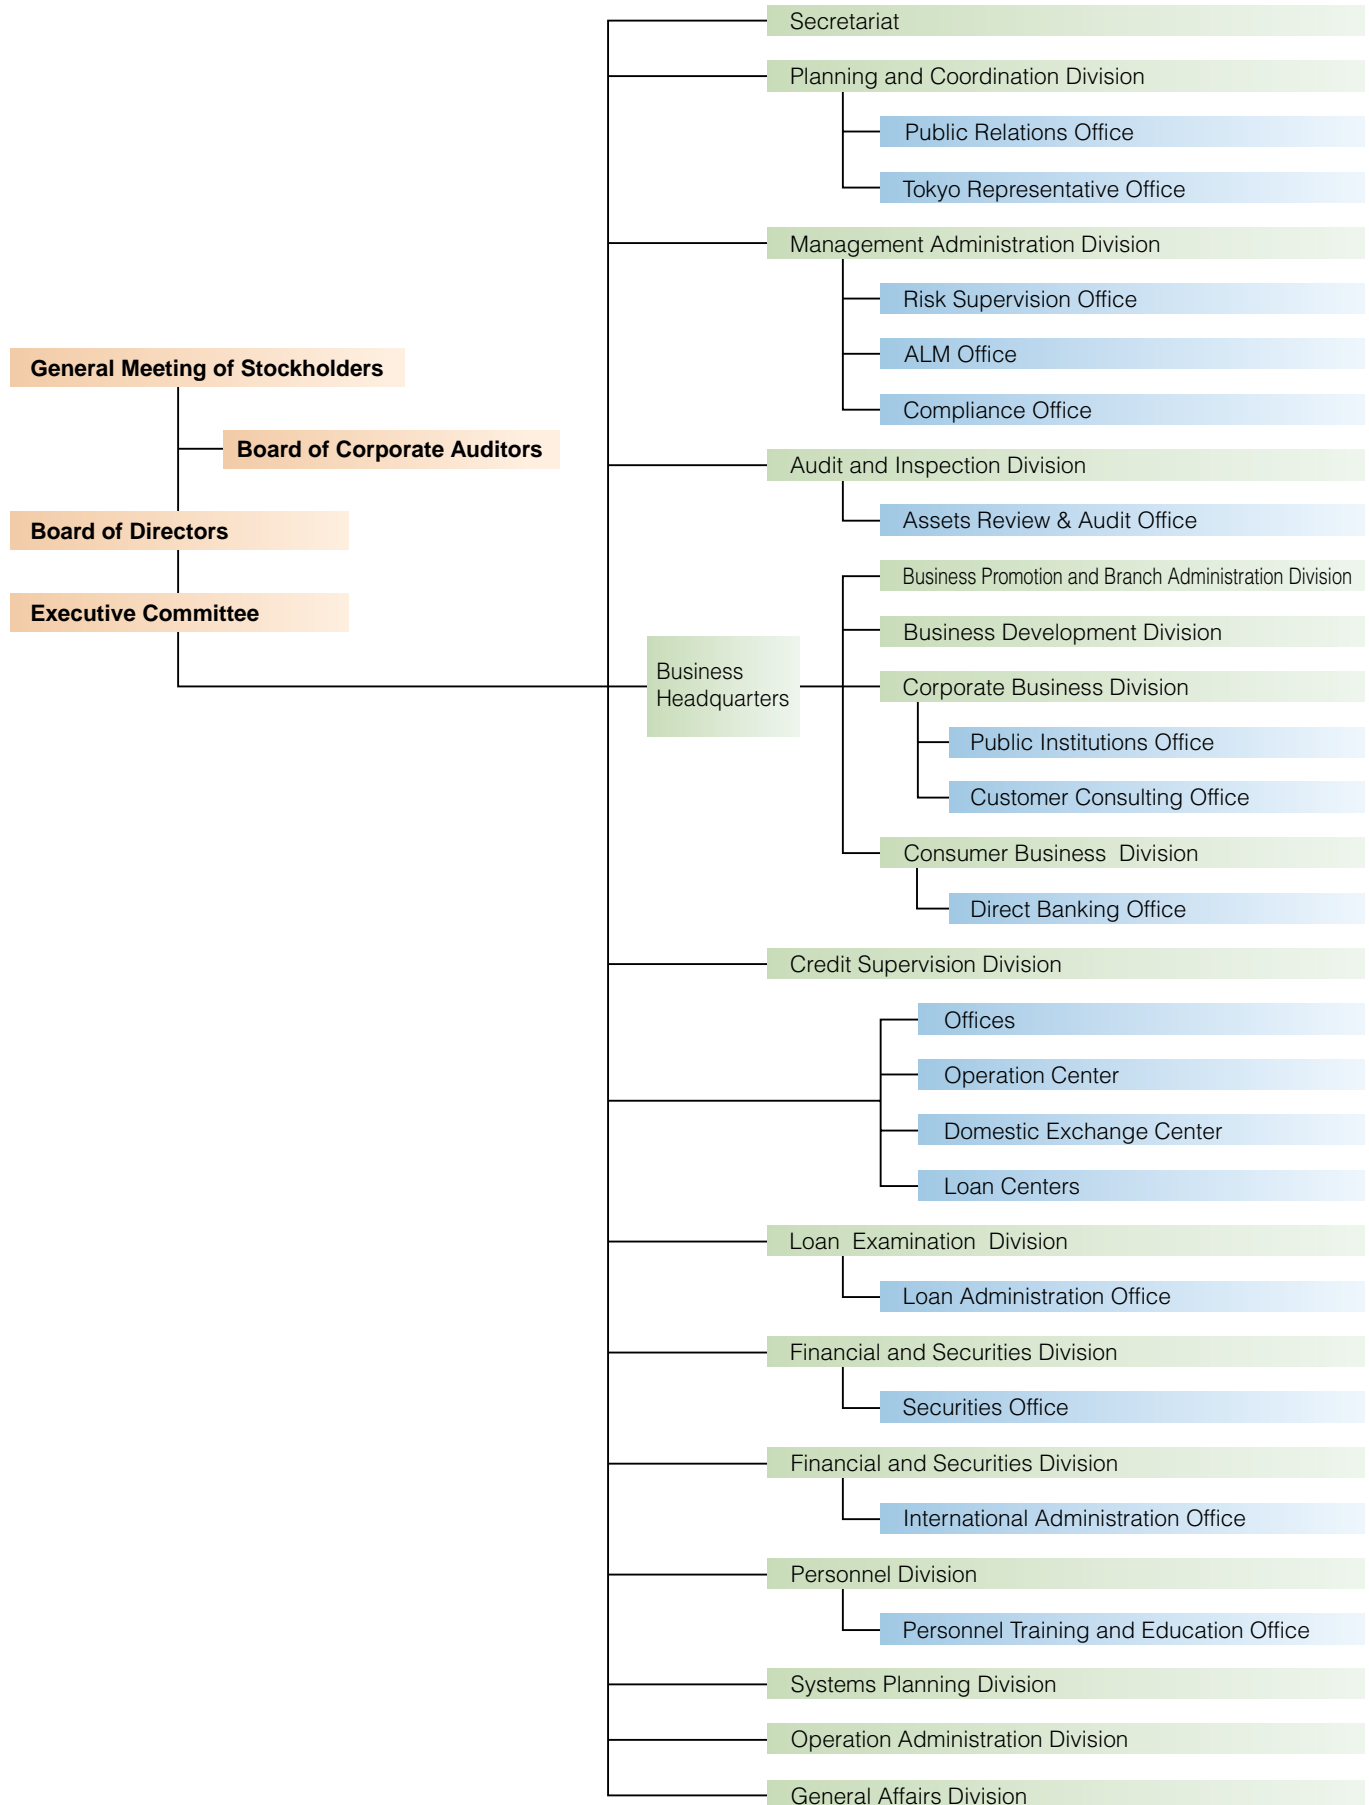 General Meeting of Stockholders
Board of Corporate Auditors
Board of Directors
Executive Committee
Secretariat
Planning and Coordination Division
Public Relations Office
Tokyo Representative Office
Management Administration Division
Risk Supervision Office
ALM Office
Compliance Office
Audit and Inspection Division
Assets Review & Audit Office
Business
Headquarters
Business Promotion and Branch Administration Division
Business Development Division
Corporate Business Division
Public Institutions Office
Customer Consulting Office
Consumer Business Division
Direct Banking Office
Credit Supervision Division
Offices
Operation Center
Domestic Exchange Center
Loan Centers
Loan Examination Division
Loan Administration Office
Financial and Securities Division
Securities Office
Financial and Securities Division
International Administration Office
Personnel Division
Personnel Training and Education Office
Systems Planning Division
Operation Administration Division
General Affairs Division